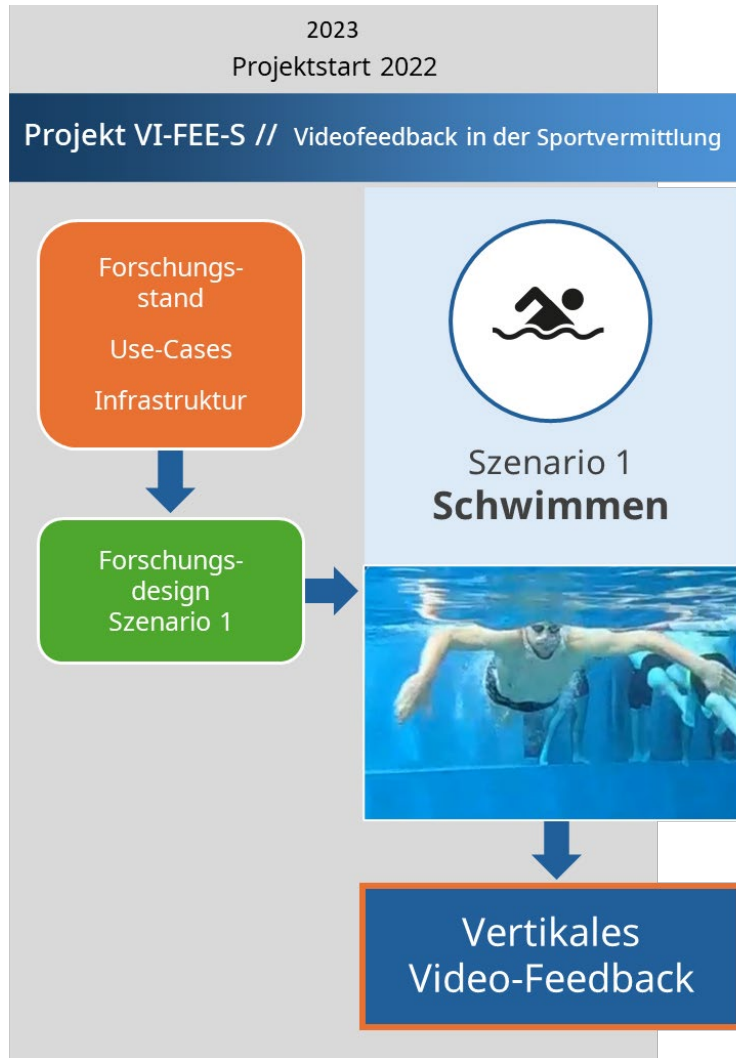 2023
Projektstart 2022
Projekt VI-FEE-S // Videofeedback in der Sportvermittlung
Forschungs-
stand
Use-Cases
Infrastruktur
Forschungs-
design
Szenario 1
Szenario 1
Schwimmen
Vertikales
Video-Feedback